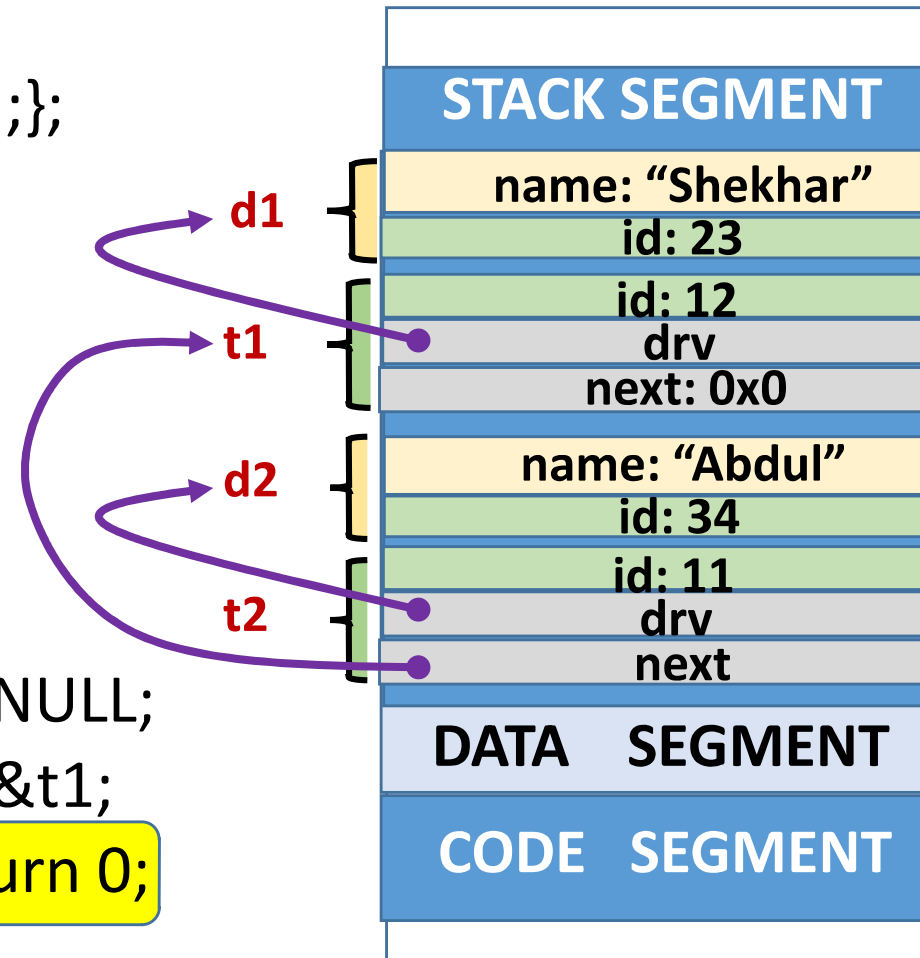 ;};
STACK SEGMENT
name: “Shekhar”
d1
id: 23
id: 12
t1
drv
next: 0x0
name: “Abdul”
d2
id: 34
id: 11
t2
drv
next
NULL;
DATA SEGMENT
&t1;
CODE SEGMENT
urn 0;